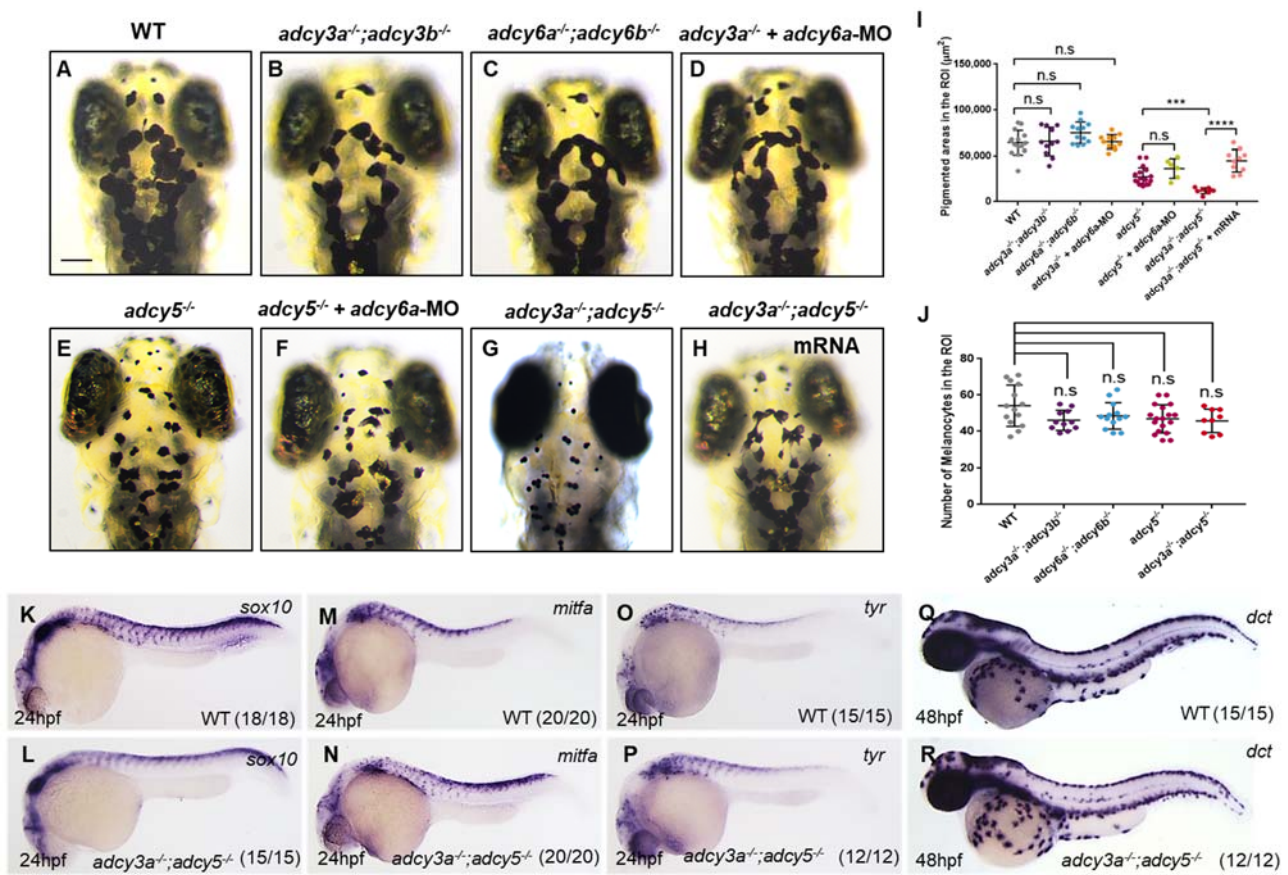 WT
adcy3a-/-;adcy3b-/-
adcy6a-/-;adcy6b-/-
adcy3a-/- + adcy6a-MO
A
B
C
D
adcy5-/-
adcy5-/- + adcy6a-MO
adcy3a-/-;adcy5-/-
adcy3a-/-;adcy5-/-
E
F
G
H
mRNA
I
Pigmented areas in the ROI (µm2)
150,000
100,000
50,000
0
n.s
n.s
n.s
***
n.s
****
WT
adcy3a-/-;adcy3b-/-
adcy6a-/-;adcy6b-/-
adcy3a-/- + adcy6a-MO
adcy5-/-
adcy5-/- + adcy6a-MO
adcy3a-/-;adcy5-/-
adcy3a-/-;adcy5-/- + mRNA
J
Number of Melanocytes in the ROI
80
60
40
20
0
n.s
n.s
n.s
n.s
WT
adcy3a-/-;adcy3b-/-
adcy6a-/-;adcy6b-/-
adcy5-/-
adcy3a-/-;adcy5-/-
K
sox10
24hpf
WT (18/18)
M
mitfa
24hpf
WT (20/20)
O
tyr
24hpf
WT (15/15)
Q
dct
48hpf
WT (15/15)
L
sox10
24hpf
adcy3a-/-;adcy5-/- (15/15)
N
mitfa
24hpf
adcy3a-/-;adcy5-/- (20/20)
P
tyr
24hpf
adcy3a-/-;adcy5-/- (12/12)
R
dct
48hpf
adcy3a-/-;adcy5-/- (12/12)